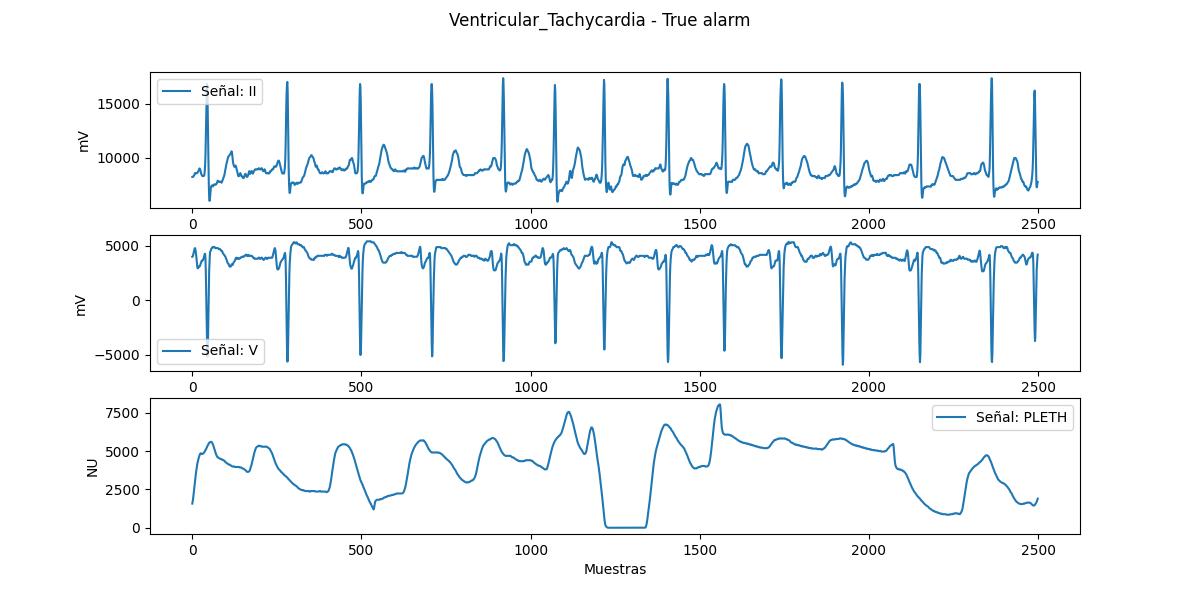 Ventricular_Tachycardia - True alarm
Señal: II
15000
10000
mV
0 500 1000 1500 2000 2500
Señal: V
5000
0
−5000
mV
0 500 1000 1500 2000 2500
Señal: PLETH
7500
5000
2500
0
NU
0 500 1000 1500 2000 2500
Muestras